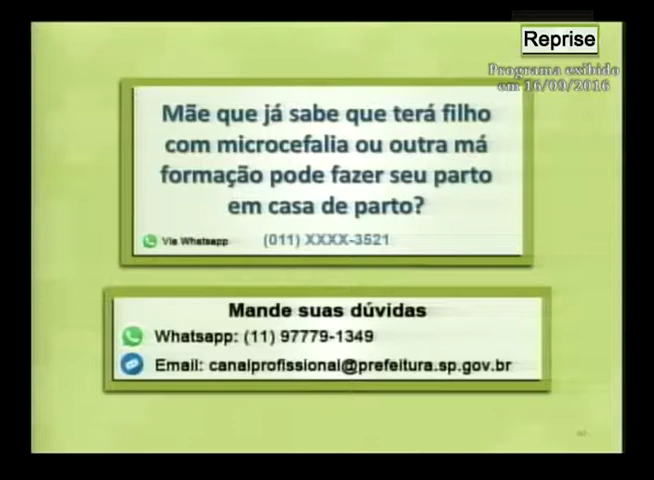 Reprise
Programa exibido
em 16/09/2016
Mãe que já sabe que terá filho
com microcefalia ou outra má
formação pode fazer seu parto
em casa de parto?
Via Whatsapp (011) XXXX-3521
Mande suas dúvidas
Whatsapp: (11) 97779-1349
Email: canalprofissional@prefeitura.sp.gov.br